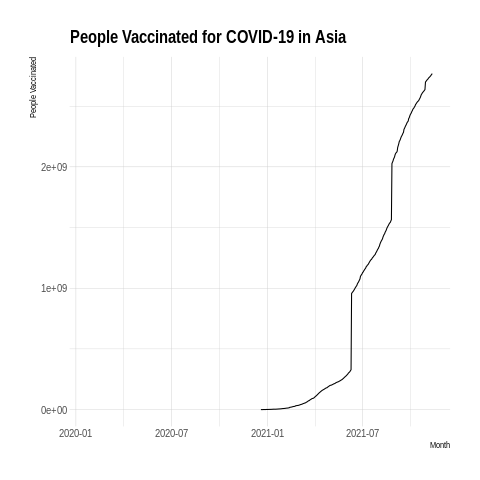 People Vaccinated for COVID-19 in Asia
People Vaccinated
2e+09
1e+09
0e+00
2020-01 2020-07 2021-01 2021-07
Month